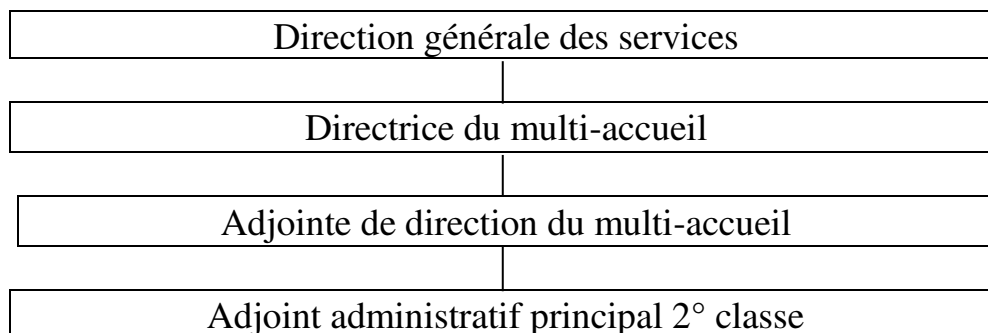 Direction générale des services
Directrice du multi-accueil
Adjointe de direction du multi-accueil
Adjoint administratif principal 2° classe